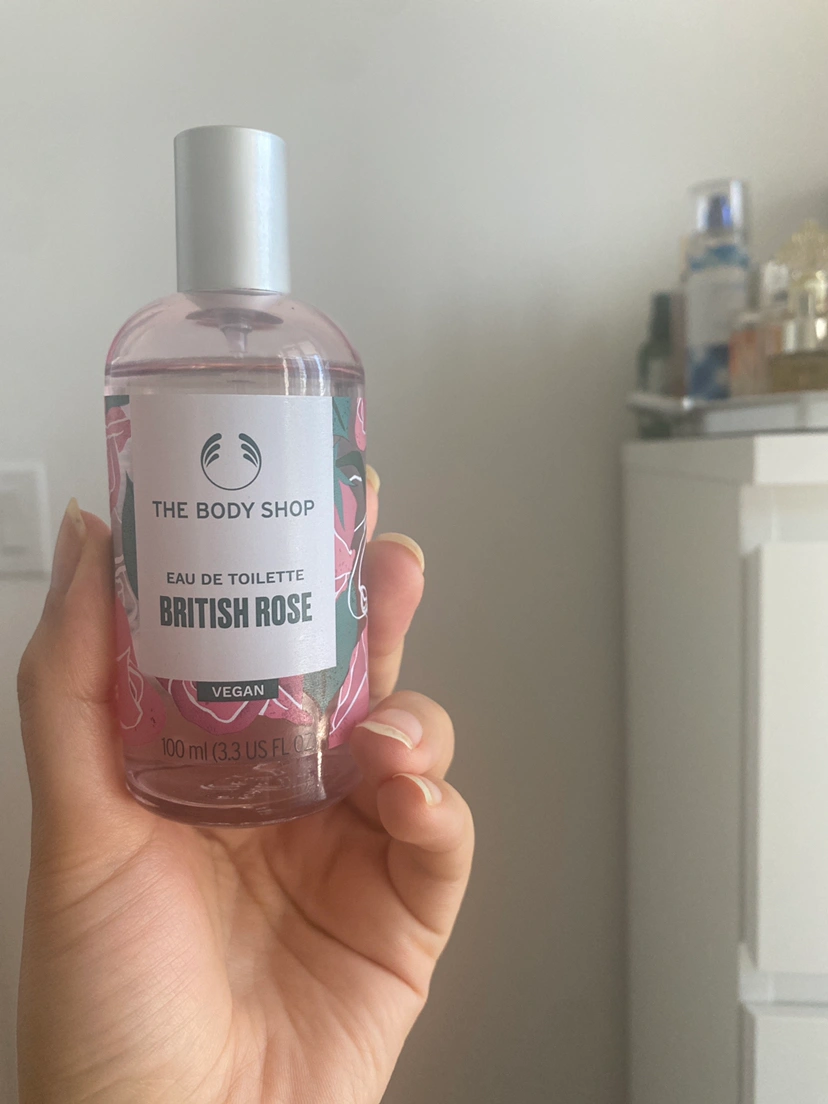 THE BODY SHOP
EAU DE TOILETTE
BRITISH ROSE
VEGAN
100 ml (3.3 US FL OZ